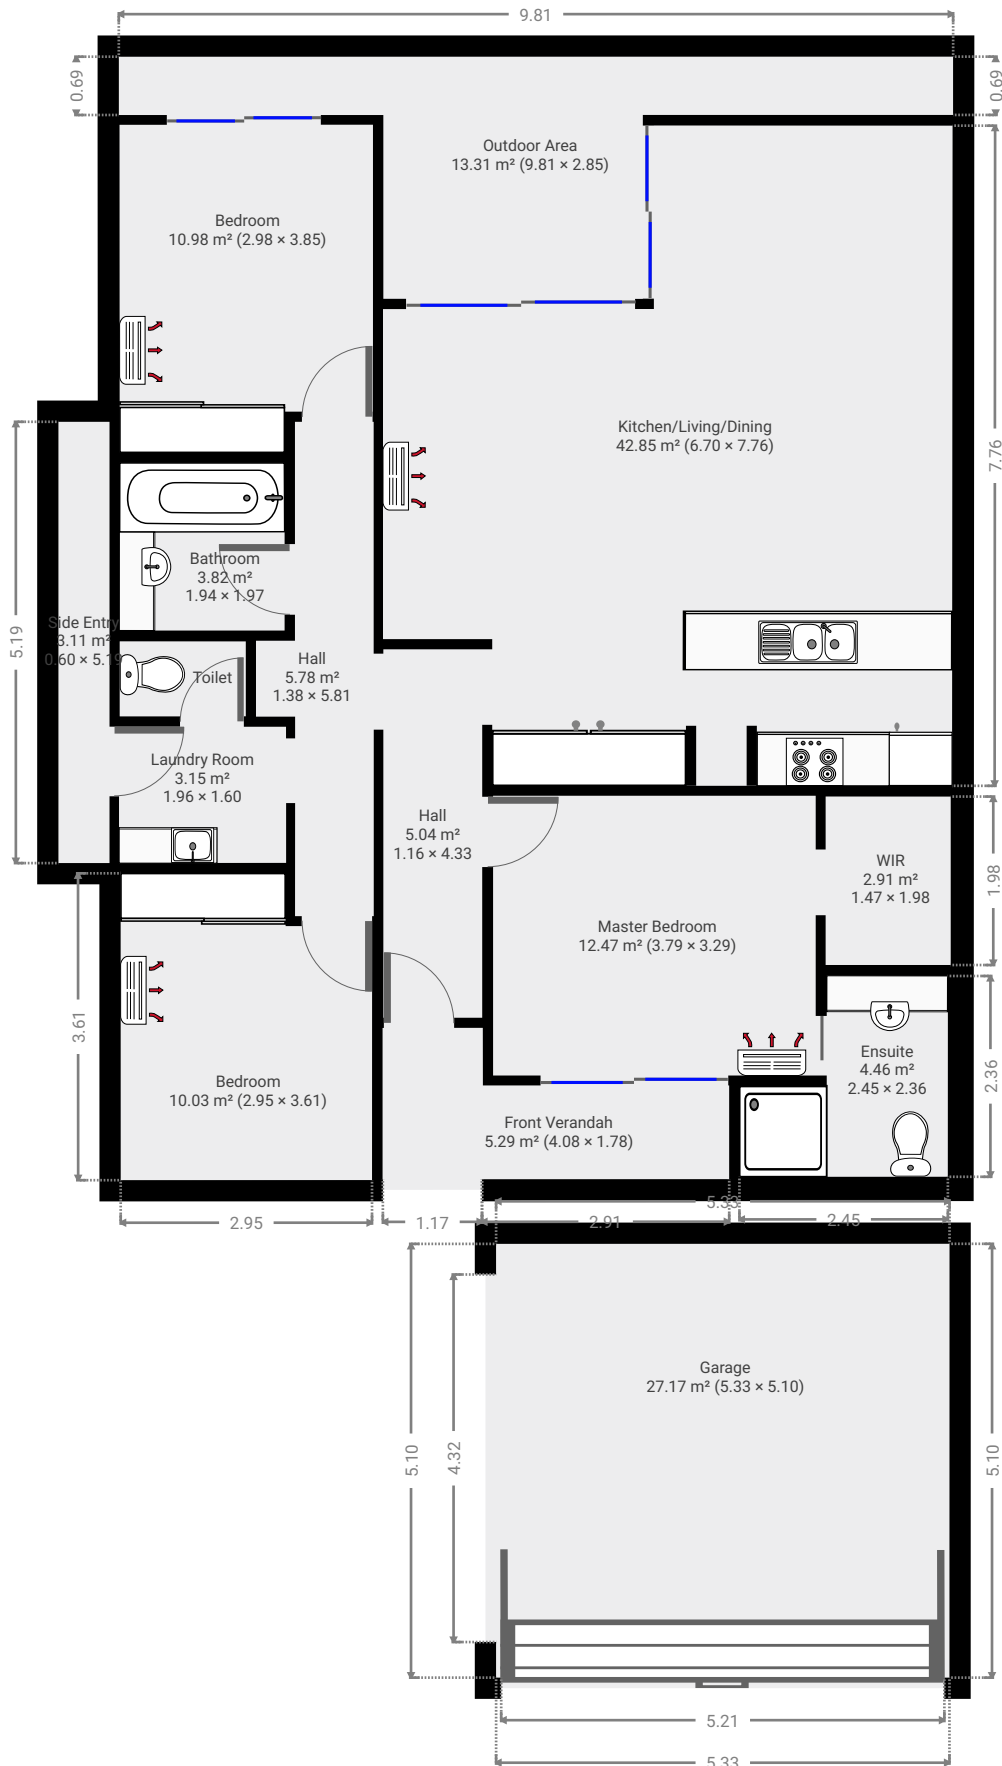 9.81
0.69
0.69
Outdoor Area
13.31 m² (9.81 × 2.85)
Bedroom
10.98 m² (2.98 × 3.85)
Kitchen/Living/Dining
42.85 m² (6.70 × 7.76)
7.76
Bathroom
3.82 m²
1.94 × 1.97
Side Entry
3.11 m²
0.60 × 5.19
5.19
Toilet
Hall
5.78 m²
1.38 × 5.81
Laundry Room
3.15 m²
1.96 × 1.60
Hall
5.04 m²
1.16 × 4.33
WIR
2.91 m²
1.47 × 1.98
1.98
Master Bedroom
12.47 m² (3.79 × 3.29)
3.61
Ensuite
4.46 m²
2.45 × 2.36
2.36
Bedroom
10.03 m² (2.95 × 3.61)
Front Verandah
5.29 m² (4.08 × 1.78)
5.33
2.95
1.17
2.91
2.45
Garage
27.17 m² (5.33 × 5.10)
5.10
4.32
5.10
5.21
5.33